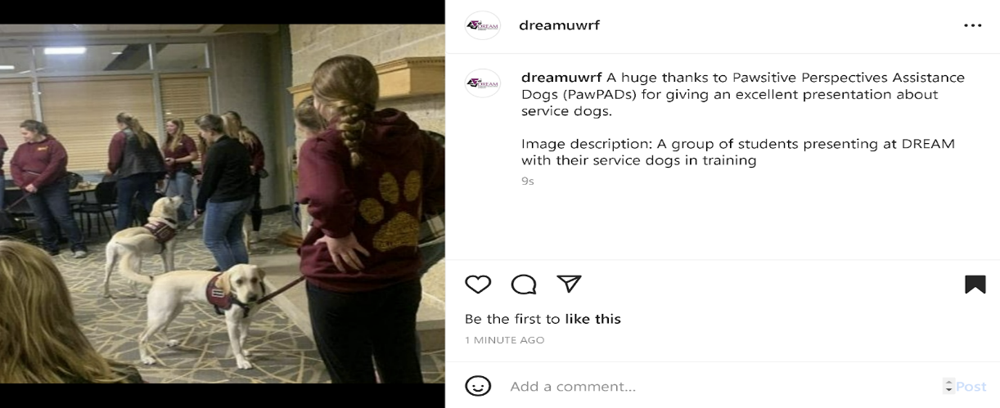 DREAM
dreamuwrf
...
DREAM
dreamuwrf A huge thanks to Pawsitive Perspectives Assistance
Dogs (PawPADs) for giving an excellent presentation about
service dogs.
Image description: A group of students presenting at DREAM
with their service dogs in training
9s
Be the first to like this
1 MINUTE AGO
Add a comment...
Post